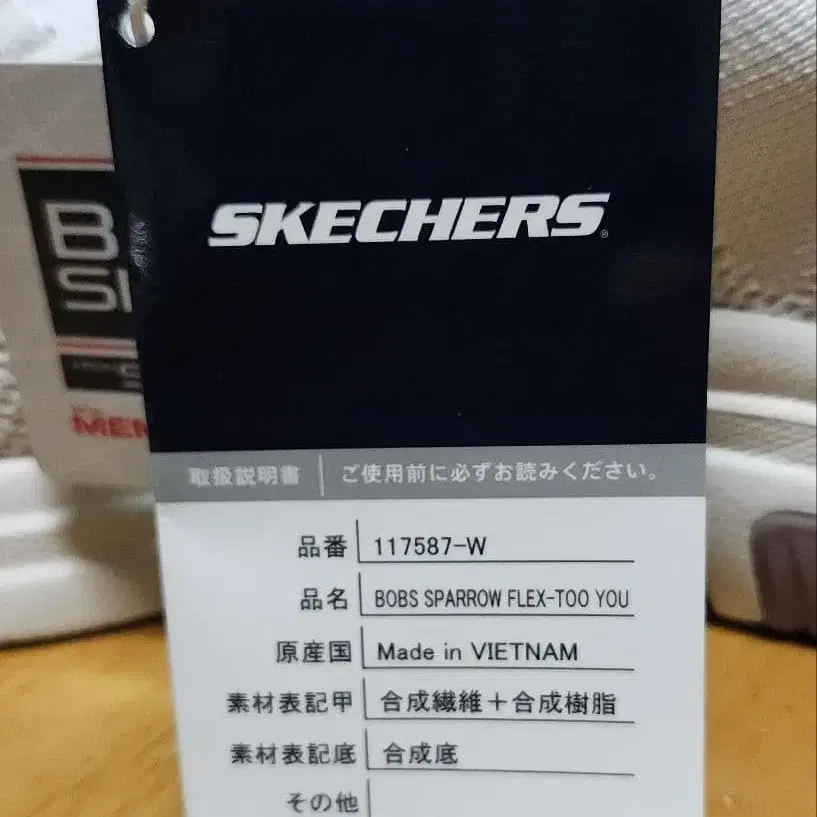 SKECHERS®
取扱説明書 ご使用前に必ずお読みください。
品番 117587-W
品名 BOBS SPARROW FLEX-TOO YOU
原産国 Made in VIETNAM
素材表記甲 合成繊維+合成樹脂
素材表記底 合成底
その他